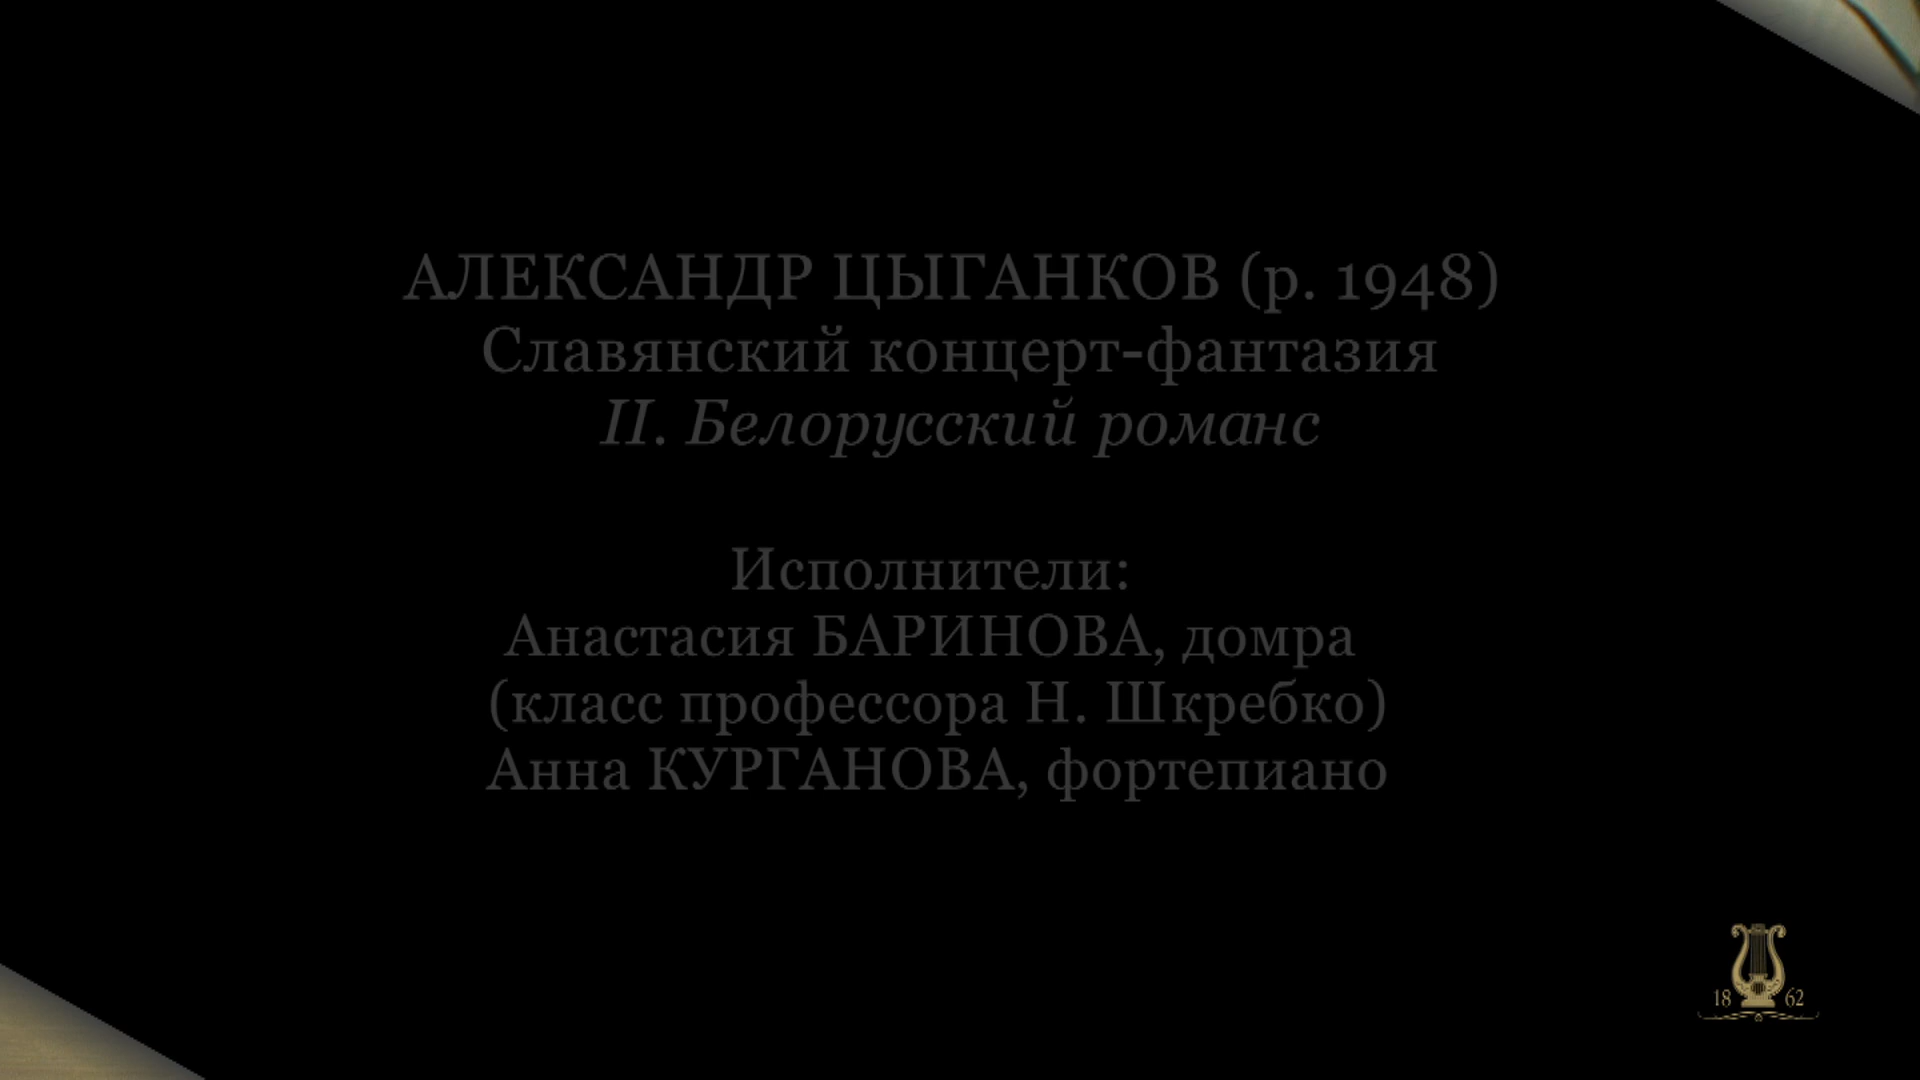 АЛЕКСАНДР ЦЫГАНКОВ (р. 1948)
Славянский концерт-фантазия
II. Белорусский романс
Исполнители:
Анастасия БАРИНОВА, домра
(класс профессора Н. Шкребко)
Анна КУРГАНОВА, фортепиано
18 62